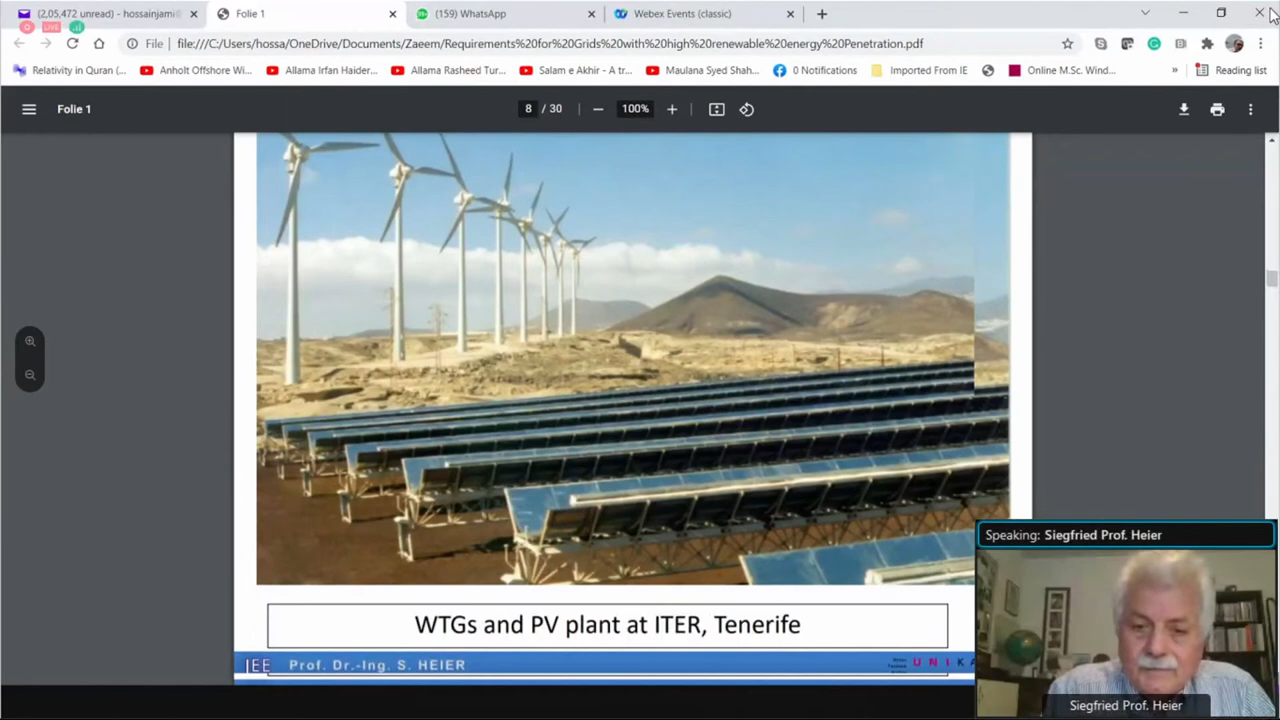 (2,05,472 unread) - hossainjami@
Folie 1
(159) WhatsApp
Webex Events (classic)
LIVE
File
file:///C:/Users/hossa/OneDrive/Documents/Zaeem/Requirements%20for%20Grids%20with%20high%20renewable%20energy%20Penetration.pdf
Relativity in Quran (...
Anholt Offshore Wi...
Allama Irfan Haider...
Allama Rasheed Tur...
Salam e Akhir - A tr...
Maulana Syed Shah...
0 Notifications
Imported From IE
Online M.Sc. Wind...
»
Reading list
Folie 1
8 / 30
100%
Speaking: Siegfried Prof. Heier
WTGs and PV plant at ITER, Tenerife
IEE Prof. Dr.-Ing. S. HEIER
U N I K A
Siegfried Prof. Heier